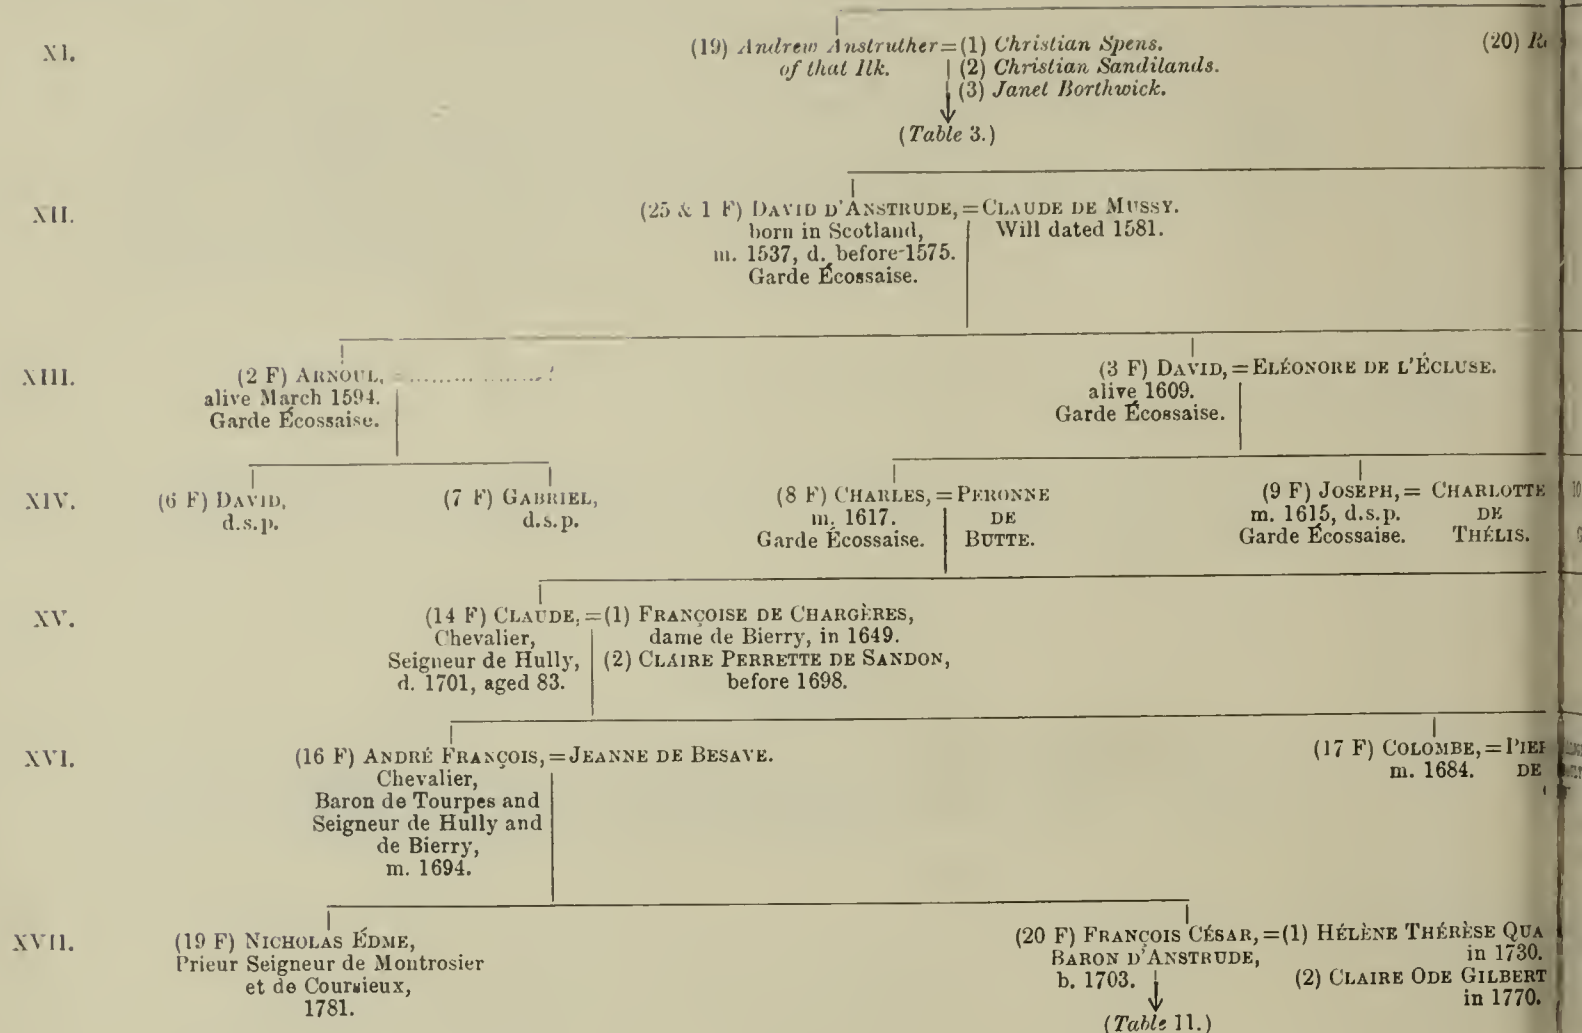 XI.
(19) Andrew Anstruther = (1) Christian Spens. (20)
of that Ilk. (2) Christian Sandilands.
(3) Janet Borthwick.
(Table 3.)
XII.
(25 & 1 F) DAVID D'ANSTRUDE, = CLAUDE DE MUSSY.
born in Scotland, Will dated 1581.
m. 1537, d. before 1575.
Garde Écossaise.
XIII.
(2 F) ARNOUL, = ......... ......? (3 F) DAVID, = ELÉONORE DE L'ÉCLUSE.
alive March 1594. alive 1609.
Garde Écossaise. Garde Écossaise.
XIV.
(6 F) DAVID, (7 F) GABRIEL, (8 F) CHARLES, = PERONNE (9 F) JOSEPH, = CHARLOTTE
d.s.p. d.s.p. m. 1617. DE m. 1615, d.s.p. DE
Garde Écossaise. BUTTE. Garde Écossaise. THÉLIS.
XV.
(14 F) CLAUDE, = (1) FRANÇOISE DE CHARGÈRES,
Chevalier, dame de Bierry, in 1649.
Seigneur de Hully, (2) CLAIRE PERRETTE DE SANDON,
d. 1701, aged 83. before 1698.
XVI.
(16 F) ANDRÉ FRANÇOIS, = JEANNE DE BESAVE. (17 F) COLOMBE, =
Chevalier, m. 1684. DE
Baron de Tourpes and
Seigneur de Hully and
de Bierry,
m. 1694.
XVII.
(19 F) NICHOLAS ÉDME, (20 F) FRANÇOIS CÉSAR, = (1) HÉLÈNE THÉRÈSE QUA
Prieur Seigneur de Montrosier BARON D'ANSTRUDE, in 1730.
et de Coursieux, b. 1703. (2) CLAIRE ODE GILBERT
1781. in 1770.
(Table 11.)